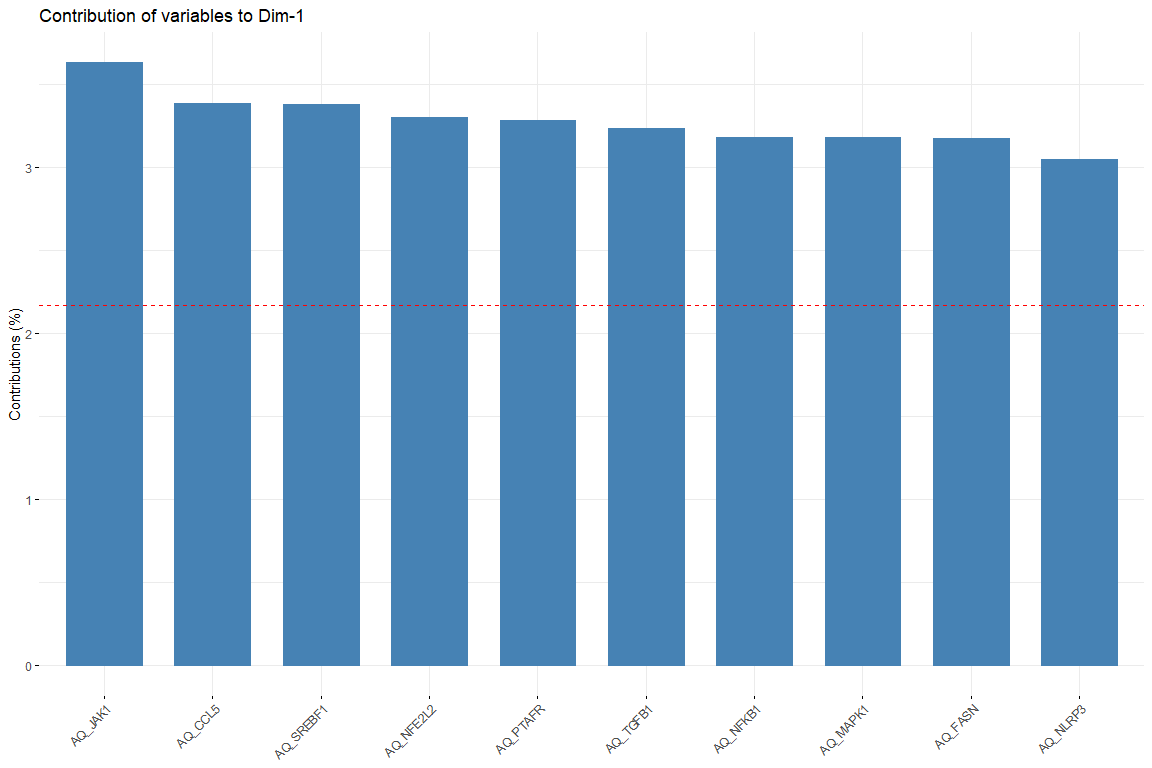 Contribution of variables to Dim-1
Contributions (%)
3
2
1
0
AQ_JAK1
AQ_CCL5
AQ_SREBF1
AQ_NFE2L2
AQ_PTAFR
AQ_TGFB1
AQ_NFKB1
AQ_MAPK1
AQ_FASN
AQ_NLRP3